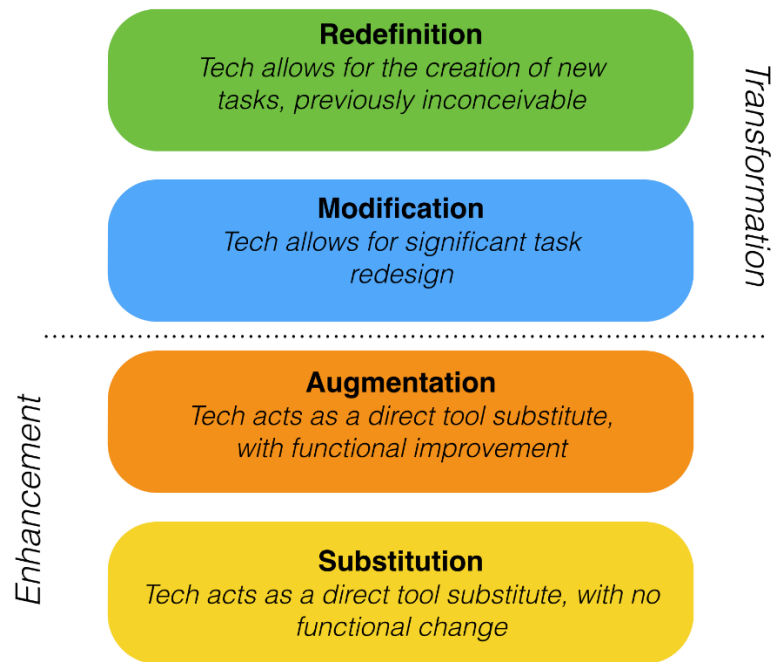 Redefinition
Tech allows for the creation of new
tasks, previously inconceivable
Transformation
Modification
Tech allows for significant task
redesign
Enhancement
Augmentation
Tech acts as a direct tool substitute,
with functional improvement
Substitution
Tech acts as a direct tool substitute, with no
functional change